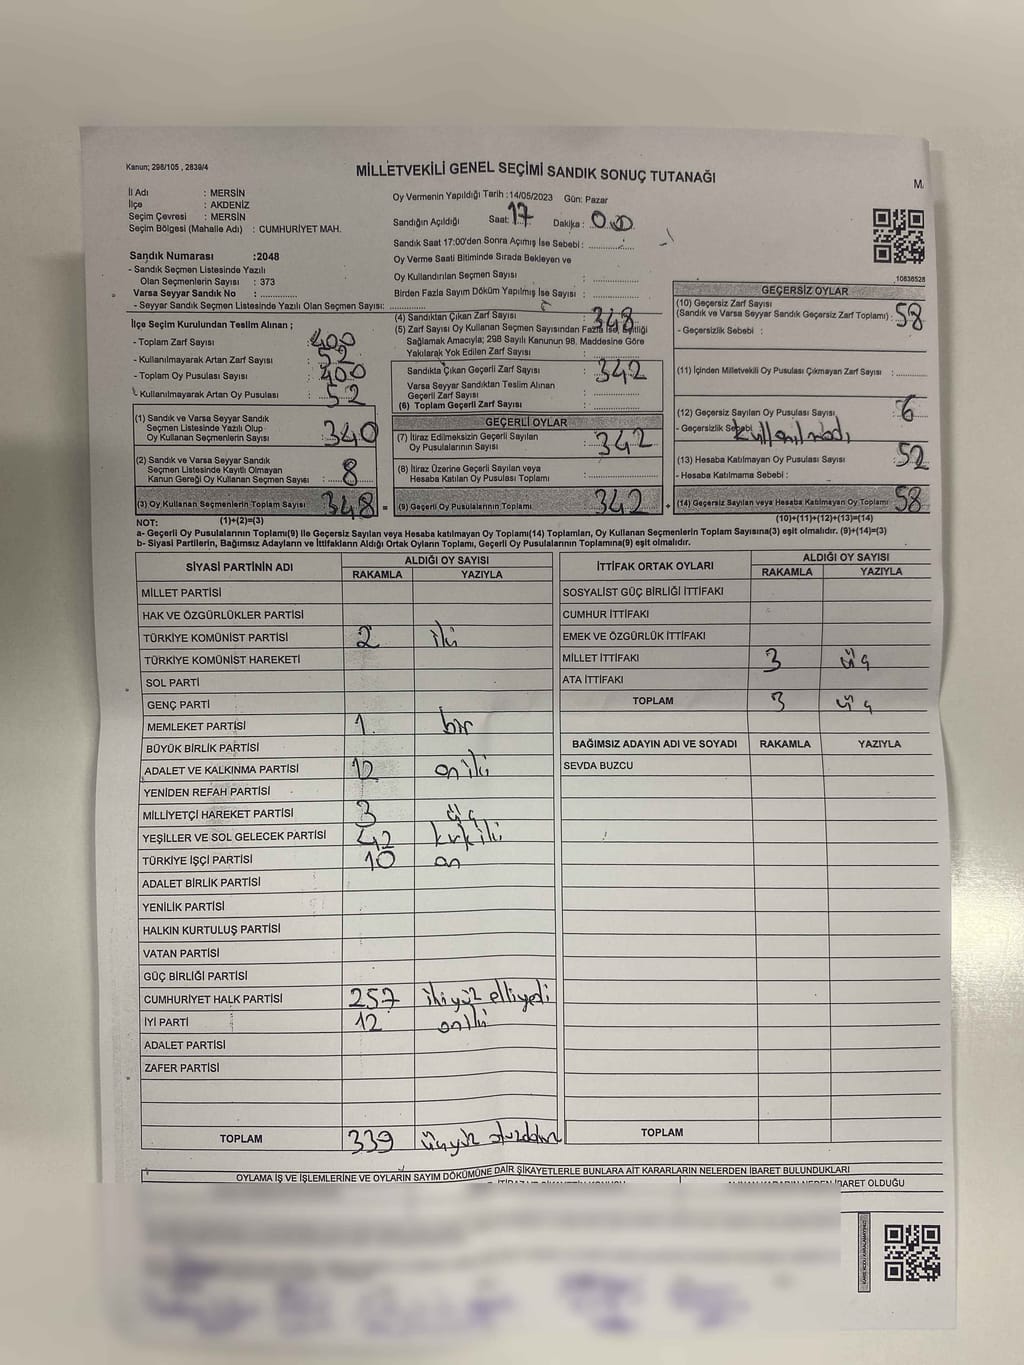 Kanun; 298/105 , 2839/4
MİLLETVEKİLİ GENEL SEÇİMİ SANDIK SONUÇ TUTANAĞI
M.
İl Adı : MERSİN
İlçe : AKDENİZ
Seçim Çevresi : MERSİN
Seçim Bölgesi (Mahalle Adı) : CUMHURİYET MAH.
Oy Vermenin Yapıldığı Tarih : 14/05/2023 Gün: Pazar
Sandığın Açıldığı Saat: 17 Dakika : 00
Sandık Saat 17:00'den Sonra Açımış İse Sebebi : ..............
Oy Verme Saati Bitiminde Sırada Bekleyen ve
Oy Kullandırılan Seçmen Sayısı : ..............
Birden Fazla Sayım Döküm Yapılmış İse Sayısı : ..............
Sandık Numarası :2048
- Sandık Seçmen Listesinde Yazılı
Olan Seçmenlerin Sayısı : 373
Varsa Seyyar Sandık No : ..............
- Seyyar Sandık Seçmen Listesinde Yazılı Olan Seçmen Sayısı: ..............
10636528
İlçe Seçim Kurulundan Teslim Alınan ;
- Toplam Zarf Sayısı : 400
- Kullanılmayarak Artan Zarf Sayısı : 52
- Toplam Oy Pusulası Sayısı : 400
- Kullanılmayarak Artan Oy Pusulası : 52
(1) Sandık ve Varsa Seyyar Sandık
Seçmen Listesinde Yazılı Olup
Oy Kullanan Seçmenlerin Sayısı : 340
(2) Sandık ve Varsa Seyyar Sandık
Seçmen Listesinde Kayıtlı Olmayan
Kanun Gereği Oy Kullanan Seçmen Sayısı : 8
(3) Oy Kullanan Seçmenlerin Toplam Sayısı : 348
(1)+(2)=(3)
(4) Sandıktan Çıkan Zarf Sayısı : 348
(5) Zarf Sayısı Oy Kullanan Seçmen Sayısından Fazla İse, Eşitliği
Sağlamak Amacıyla; 298 Sayılı Kanunun 98. Maddesine Göre
Yakılarak Yok Edilen Zarf Sayısı : ..............
Sandıkta Çıkan Geçerli Zarf Sayısı : 342
Varsa Seyyar Sandıktan Teslim Alınan
Geçerli Zarf Sayısı : ..............
(6) Toplam Geçerli Zarf Sayısı : ..............
GEÇERLİ OYLAR
(7) İtiraz Edilmeksizin Geçerli Sayılan
Oy Pusulalarının Sayısı : 342
(8) İtiraz Üzerine Geçerli Sayılan veya
Hesaba Katılan Oy Pusulası Toplamı : ..............
= (9) Geçerli Oy Pusulalarının Toplamı : 342
GEÇERSİZ OYLAR
(10) Geçersiz Zarf Sayısı
(Sandık ve Varsa Seyyar Sandık Geçersiz Zarf Toplamı) : 58
- Geçersizlik Sebebi :
(11) İçinden Milletvekili Oy Pusulası Çıkmayan Zarf Sayısı : ..............
(12) Geçersiz Sayılan Oy Pusulası Sayısı : 6
- Geçersizlik Sebebi : kullanılmadı
(13) Hesaba Katılmayan Oy Pusulası Sayısı : 52
- Hesaba Katılmama Sebebi :
+ (14) Geçersiz Sayılan veya Hesaba Katılmayan Oy Toplamı : 58
(10)+(11)+(12)+(13)=(14)
NOT:
a- Geçerli Oy Pusulalarının Toplamı(9) ile Geçersiz Sayılan veya Hesaba katılmayan Oy Toplamı(14) Toplamları, Oy Kullanan Seçmenlerin Toplam Sayısına(3) eşit olmalıdır. (9)+(14)=(3)
b- Siyasi Partilerin, Bağımsız Adayların ve İttifakların Aldığı Ortak Oyların Toplamı, Geçerli Oy Pusulalarının Toplamına(9) eşit olmalıdır.
SİYASİ PARTİNİN ADI ALDIĞI OY SAYISI
RAKAMLA YAZIYLA
MİLLET PARTİSİ
HAK VE ÖZGÜRLÜKLER PARTİSİ
TÜRKİYE KOMÜNİST PARTİSİ 2 iki
TÜRKİYE KOMÜNİST HAREKETİ
SOL PARTİ
GENÇ PARTİ
MEMLEKET PARTİSİ 1 bir
BÜYÜK BİRLİK PARTİSİ
ADALET VE KALKINMA PARTİSİ 12 on iki
YENİDEN REFAH PARTİSİ
MİLLİYETÇİ HAREKET PARTİSİ 3 üç
YEŞİLLER VE SOL GELECEK PARTİSİ 42 kırkiki
TÜRKİYE İŞÇİ PARTİSİ 10 on
ADALET BİRLİK PARTİSİ
YENİLİK PARTİSİ
HALKIN KURTULUŞ PARTİSİ
VATAN PARTİSİ
GÜÇ BİRLİĞİ PARTİSİ
CUMHURİYET HALK PARTİSİ 257 ikiyüz elliyedi
İYİ PARTİ 12 oniki
ADALET PARTİSİ
ZAFER PARTİSİ
TOPLAM 339 üçyüz otuzdokuz
İTTİFAK ORTAK OYLARI ALDIĞI OY SAYISI
RAKAMLA YAZIYLA
SOSYALİST GÜÇ BİRLİĞİ İTTİFAKI
CUMHUR İTTİFAKI
EMEK VE ÖZGÜRLÜK İTTİFAKI
MİLLET İTTİFAKI 3 üç
ATA İTTİFAKI
TOPLAM 3 üç
BAĞIMSIZ ADAYIN ADI VE SOYADI RAKAMLA YAZIYLA
SEVDA BUZCU
TOPLAM
OYLAMA İŞ VE İŞLEMLERİNE VE OYLARIN SAYIM DÖKÜMÜNE DAİR ŞİKAYETLERLE BUNLARA AİT KARARLARIN NELERDEN İBARET BULUNDUKLARI
İBARET OLDUĞU
KARE KODU KARALAMAYINIZ